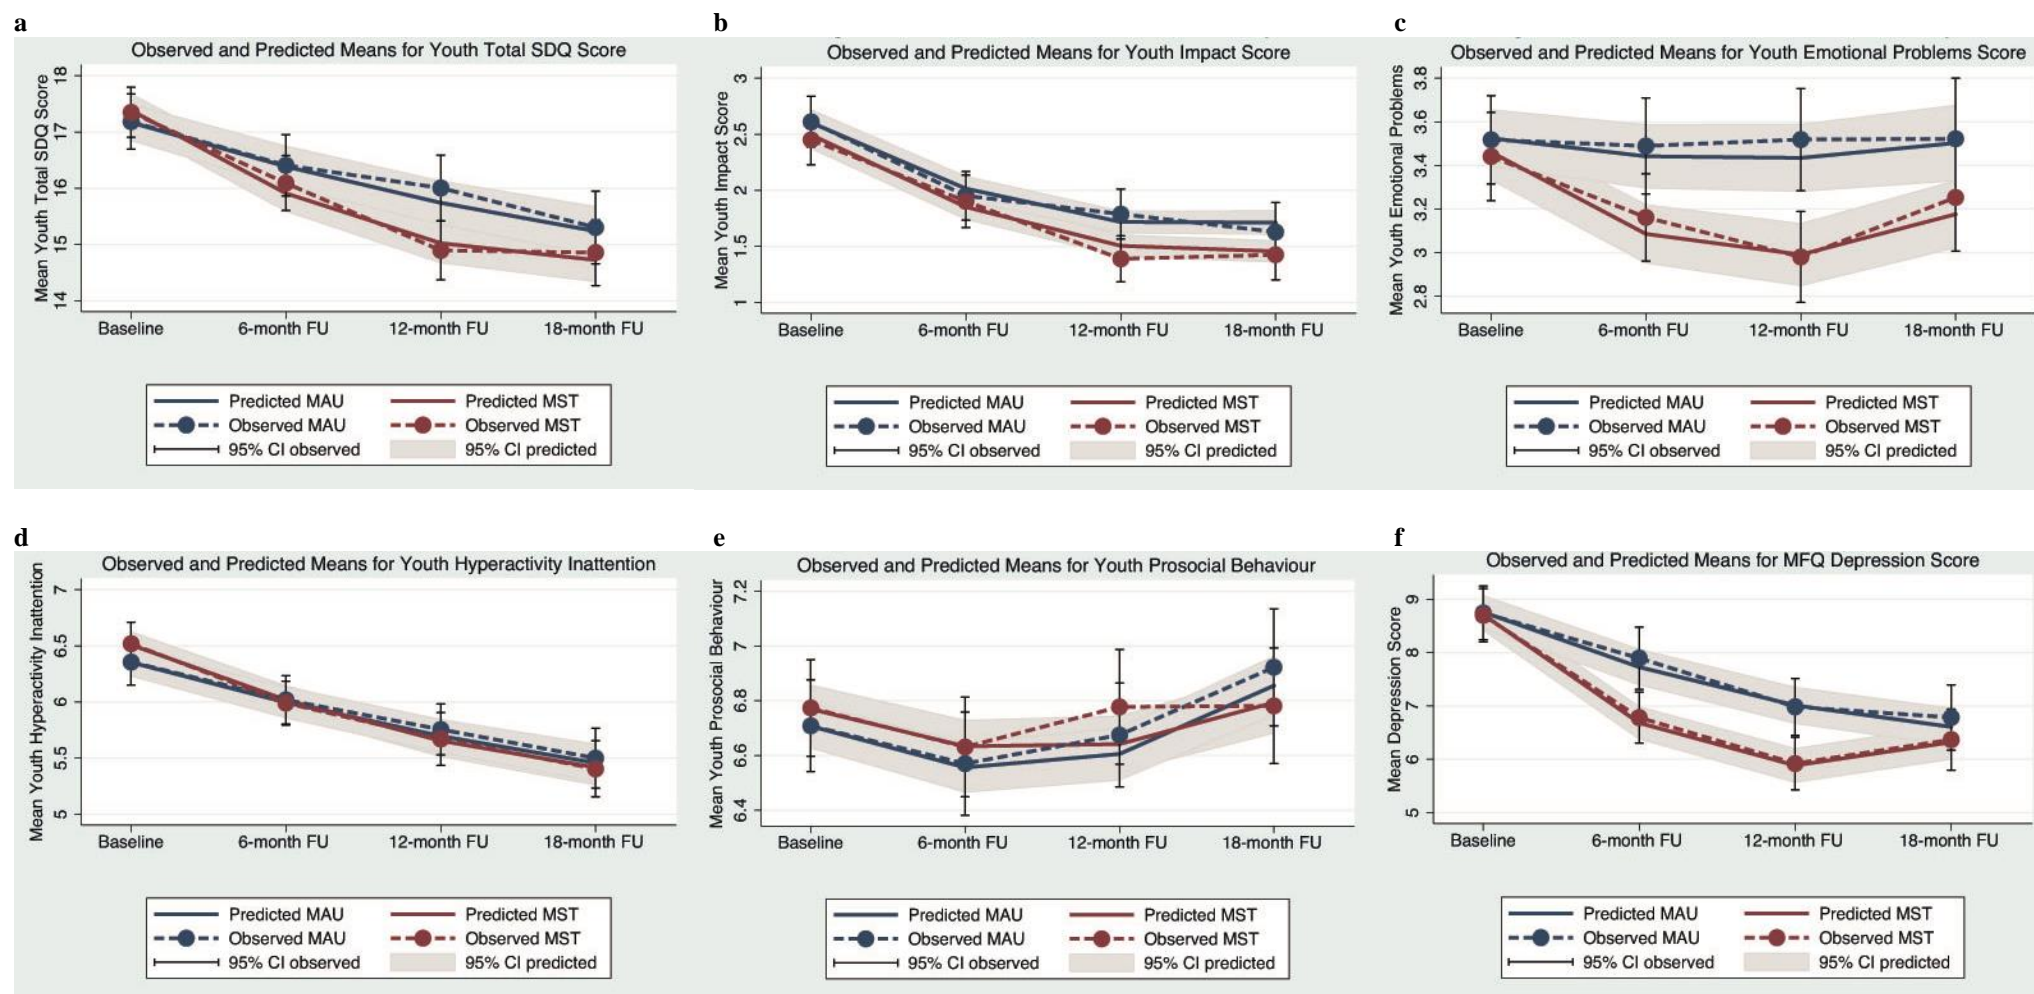 a
Observed and Predicted Means for Youth Total SDQ Score
Mean Youth Total SDQ Score
18
17
16
15
14
Baseline 6-month FU 12-month FU 18-month FU
Predicted MAU Predicted MST
Observed MAU Observed MST
95% CI observed 95% CI predicted
b
Observed and Predicted Means for Youth Impact Score
Mean Youth Impact Score
3
2.5
2
1.5
1
Baseline 6-month FU 12-month FU 18-month FU
Predicted MAU Predicted MST
Observed MAU Observed MST
95% CI observed 95% CI predicted
c
Observed and Predicted Means for Youth Emotional Problems Score
Mean Youth Emotional Problems
3.8
3.6
3.4
3.2
3
2.8
Baseline 6-month FU 12-month FU 18-month FU
Predicted MAU Predicted MST
Observed MAU Observed MST
95% CI observed 95% CI predicted
d
Observed and Predicted Means for Youth Hyperactivity Inattention
Mean Youth Hyperactivity Inattention
7
6.5
6
5.5
5
Baseline 6-month FU 12-month FU 18-month FU
Predicted MAU Predicted MST
Observed MAU Observed MST
95% CI observed 95% CI predicted
e
Observed and Predicted Means for Youth Prosocial Behaviour
Mean Youth Prosocial Behaviour
7.2
7
6.8
6.6
6.4
Baseline 6-month FU 12-month FU 18-month FU
Predicted MAU Predicted MST
Observed MAU Observed MST
95% CI observed 95% CI predicted
f
Observed and Predicted Means for MFQ Depression Score
Mean Depression Score
9
8
7
6
5
Baseline 6-month FU 12-month FU 18-month FU
Predicted MAU Predicted MST
Observed MAU Observed MST
95% CI observed 95% CI predicted